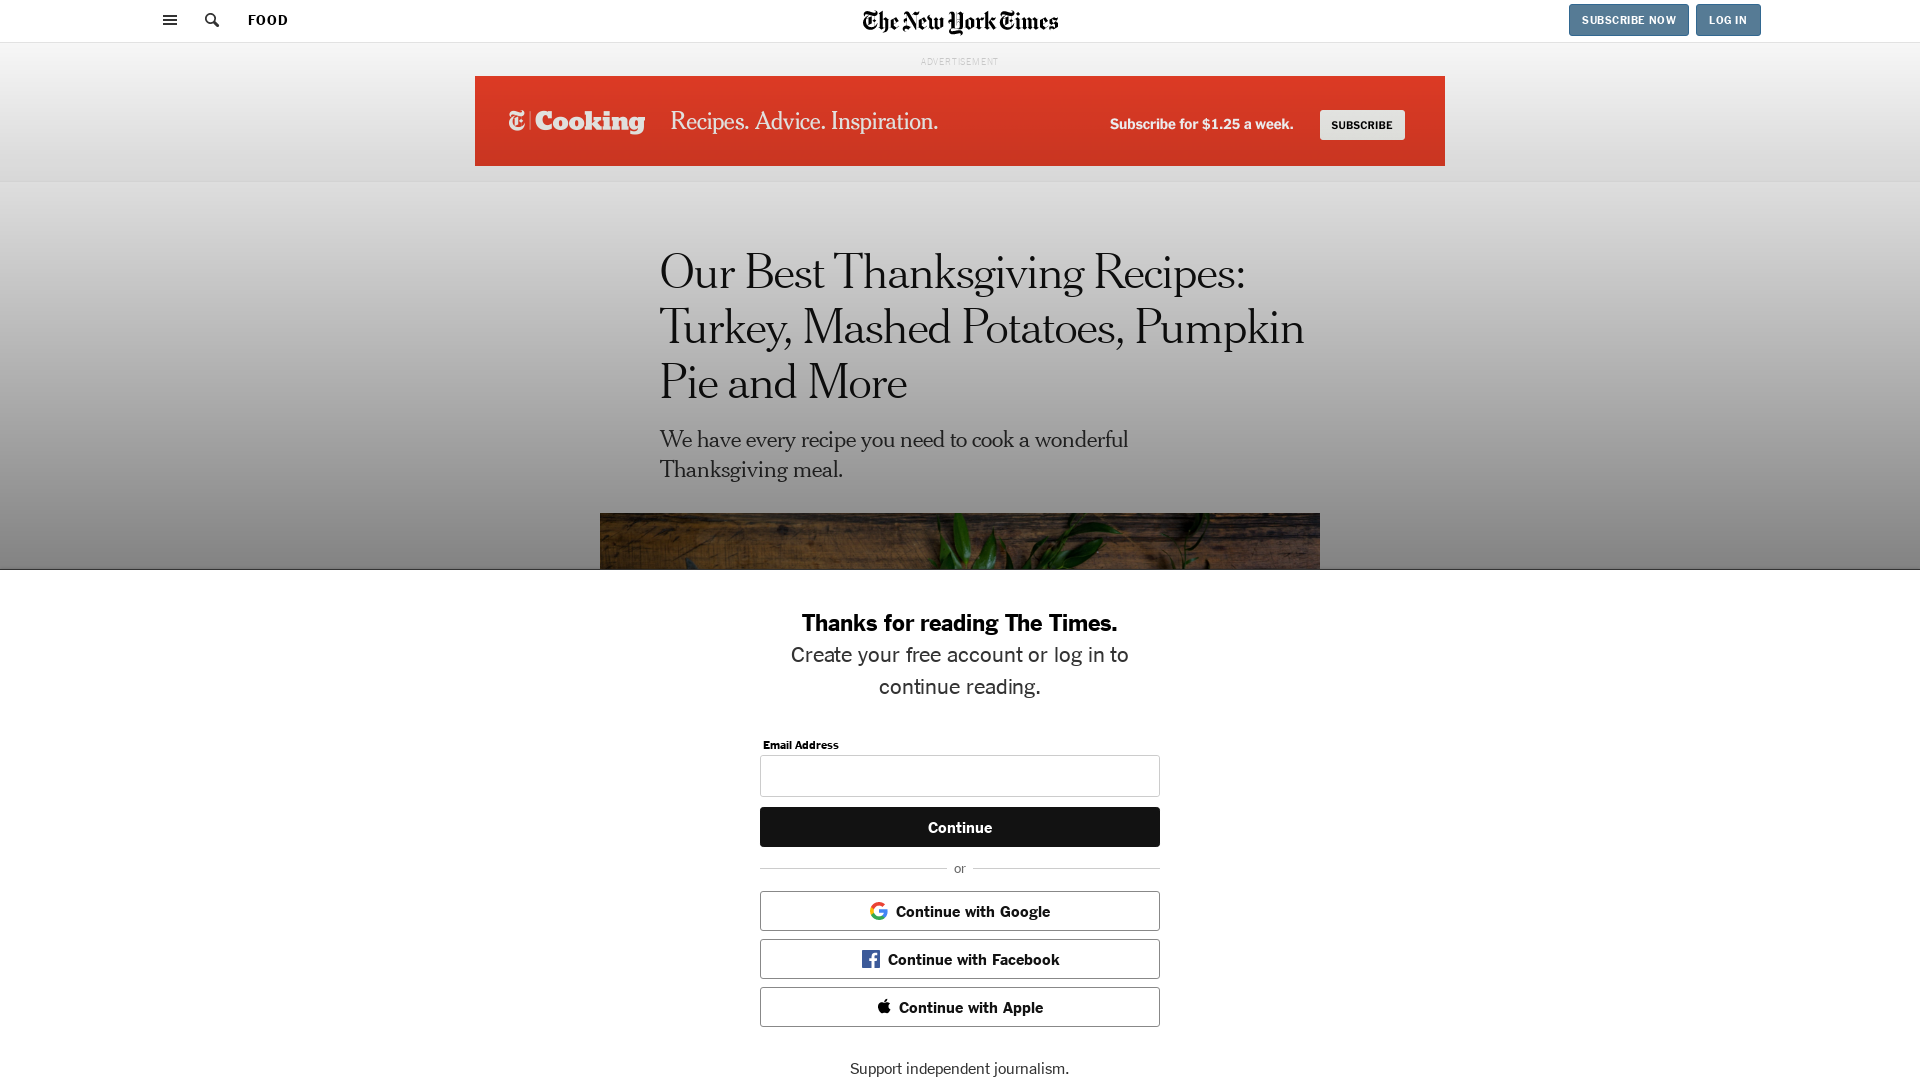 FOOD
The New York Times
SUBSCRIBE NOW
LOG IN
ADVERTISEMENT
T Cooking Recipes. Advice. Inspiration. Subscribe for $1.25 a week. SUBSCRIBE
Our Best Thanksgiving Recipes:
Turkey, Mashed Potatoes, Pumpkin
Pie and More
We have every recipe you need to cook a wonderful
Thanksgiving meal.
Thanks for reading The Times.
Create your free account or log in to
continue reading.
Email Address
Continue
or
Continue with Google
Continue with Facebook
Continue with Apple
Support independent journalism.